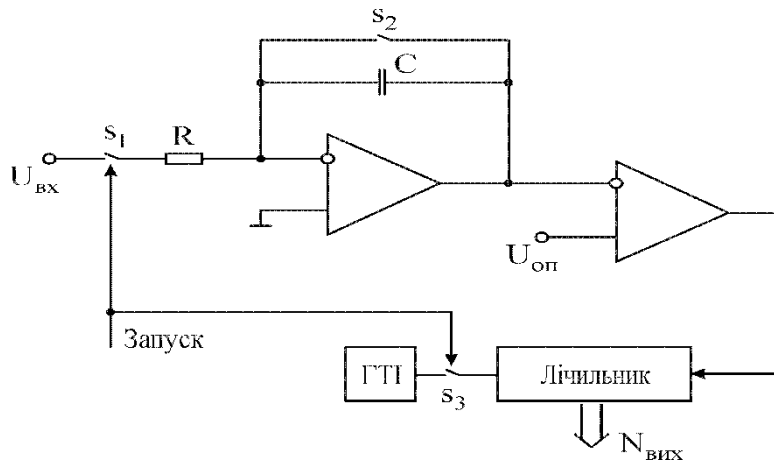 s2
C
s1
R
Uвх
Uоп
Запуск
ГТІ
s3
Лічильник
Nвих